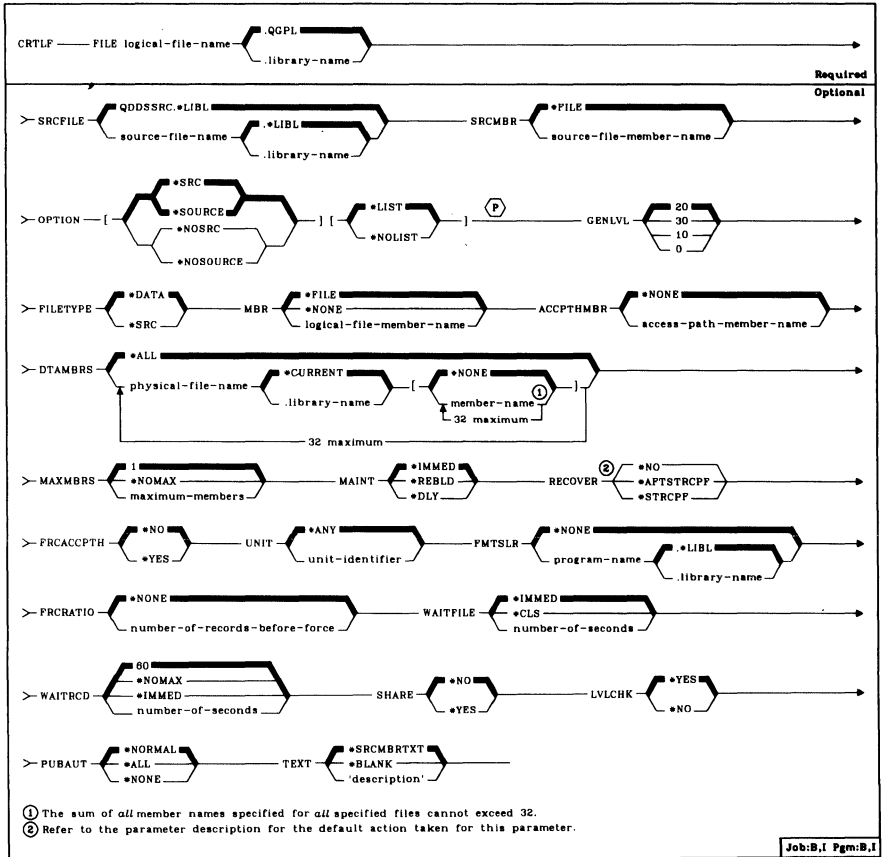 .QGPL
CRTLF FILE logical-file-name
.library-name
Required
Optional
QDDSSRC.*LIBL *FILE
SRCFILE .*LIBL SRCMBR
source-file-name source-file-member-name
.library-name
*SRC
*SOURCE *LIST P 20
OPTION [ ] [ ] GENLVL 30
*NOSRC *NOLIST 10
*NOSOURCE 0
*DATA *FILE *NONE
FILETYPE MBR *NONE ACCPTHMBR
*SRC logical-file-member-name access-path-member-name
*ALL
DTAMBRS *CURRENT *NONE
physical-file-name [ ① ]
.library-name member-name
32 maximum
32 maximum
1 *IMMED ② *NO
MAXMBRS *NOMAX MAINT *REBLD RECOVER *AFTSTRCPF
maximum-members *DLY *STRCPF
*NO *ANY *NONE
FRCACCPTH UNIT FMTSLR .*LIBL
*YES unit-identifier program-name
.library-name
*NONE *IMMED
FRCRATIO WAITFILE *CLS
number-of-records-before-force number-of-seconds
60
*NOMAX *NO *YES
WAITRCD *IMMED SHARE LVLCHK
number-of-seconds *YES *NO
*NORMAL *SRCMBRTXT
PUBAUT *ALL TEXT *BLANK
*NONE 'description'
① The sum of all member names specified for all specified files cannot exceed 32.
② Refer to the parameter description for the default action taken for this parameter.
Job:B,I Pgm:B,I